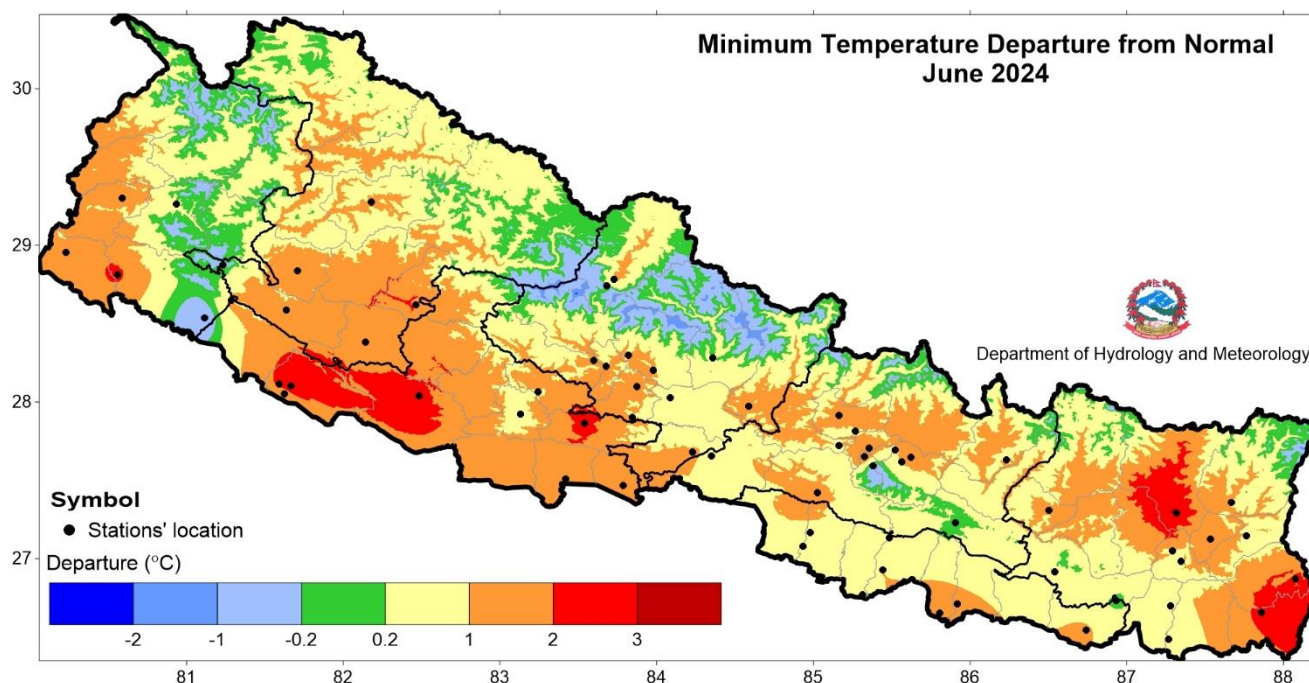 Minimum Temperature Departure from Normal
June 2024
30
29
28
27
Department of Hydrology and Meteorology
Symbol
Stations' location
Departure (°C)
-2 -1 -0.2 0.2 1 2 3
81 82 83 84 85 86 87 88